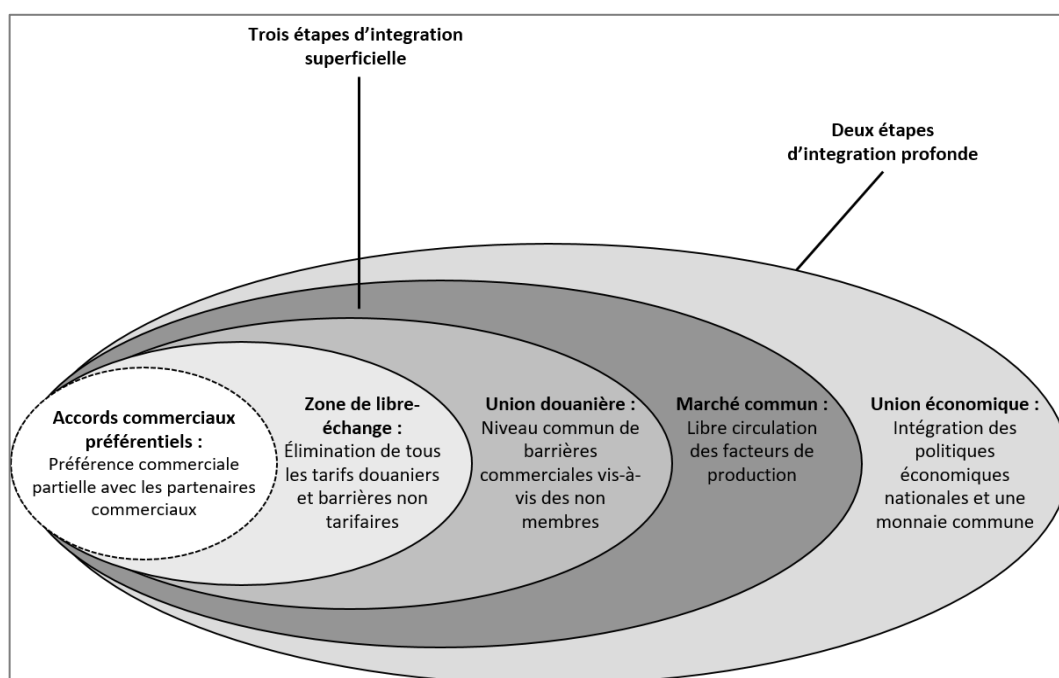 Trois étapes d'integration
superficielle
Deux étapes
d'integration profonde
Accords commerciaux
préférentiels :
Préférence commerciale
partielle avec les partenaires
commerciaux
Zone de libre-
échange :
Élimination de tous
les tarifs douaniers
et barrières non
tarifaires
Union douanière :
Niveau commun de
barrières
commerciales vis-à-
vis des non
membres
Marché commun :
Libre circulation
des facteurs de
production
Union économique :
Intégration des
politiques
économiques
nationales et une
monnaie commune